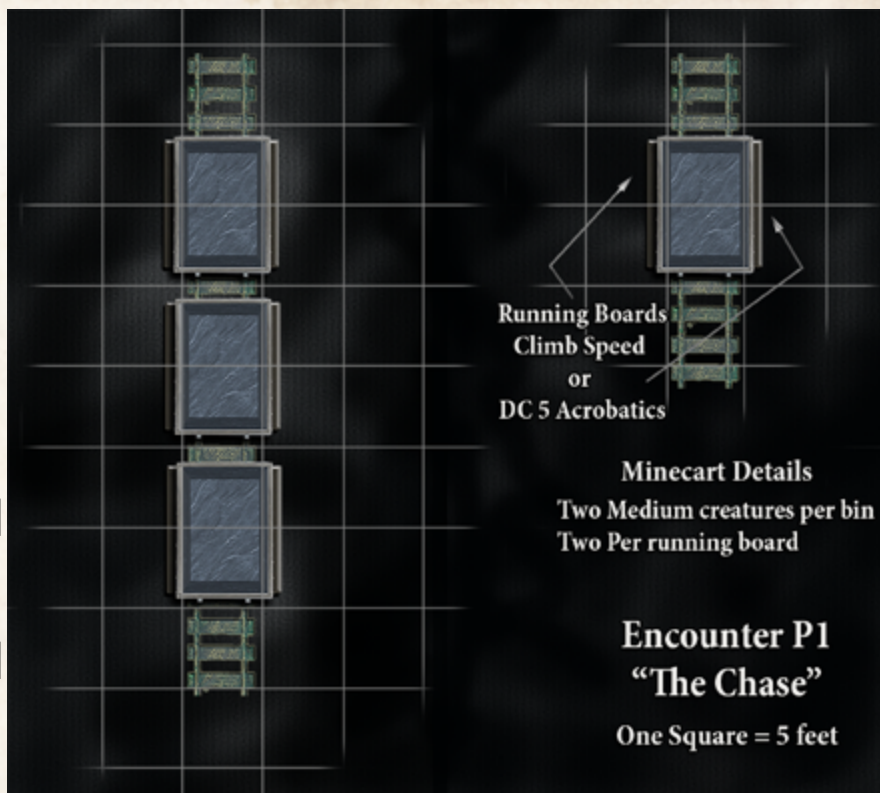 Running Boards
Climb Speed
or
DC 5 Acrobatics
Minecart Details
Two Medium creatures per bin
Two Per running board
Encounter P1
“The Chase”
One Square = 5 feet